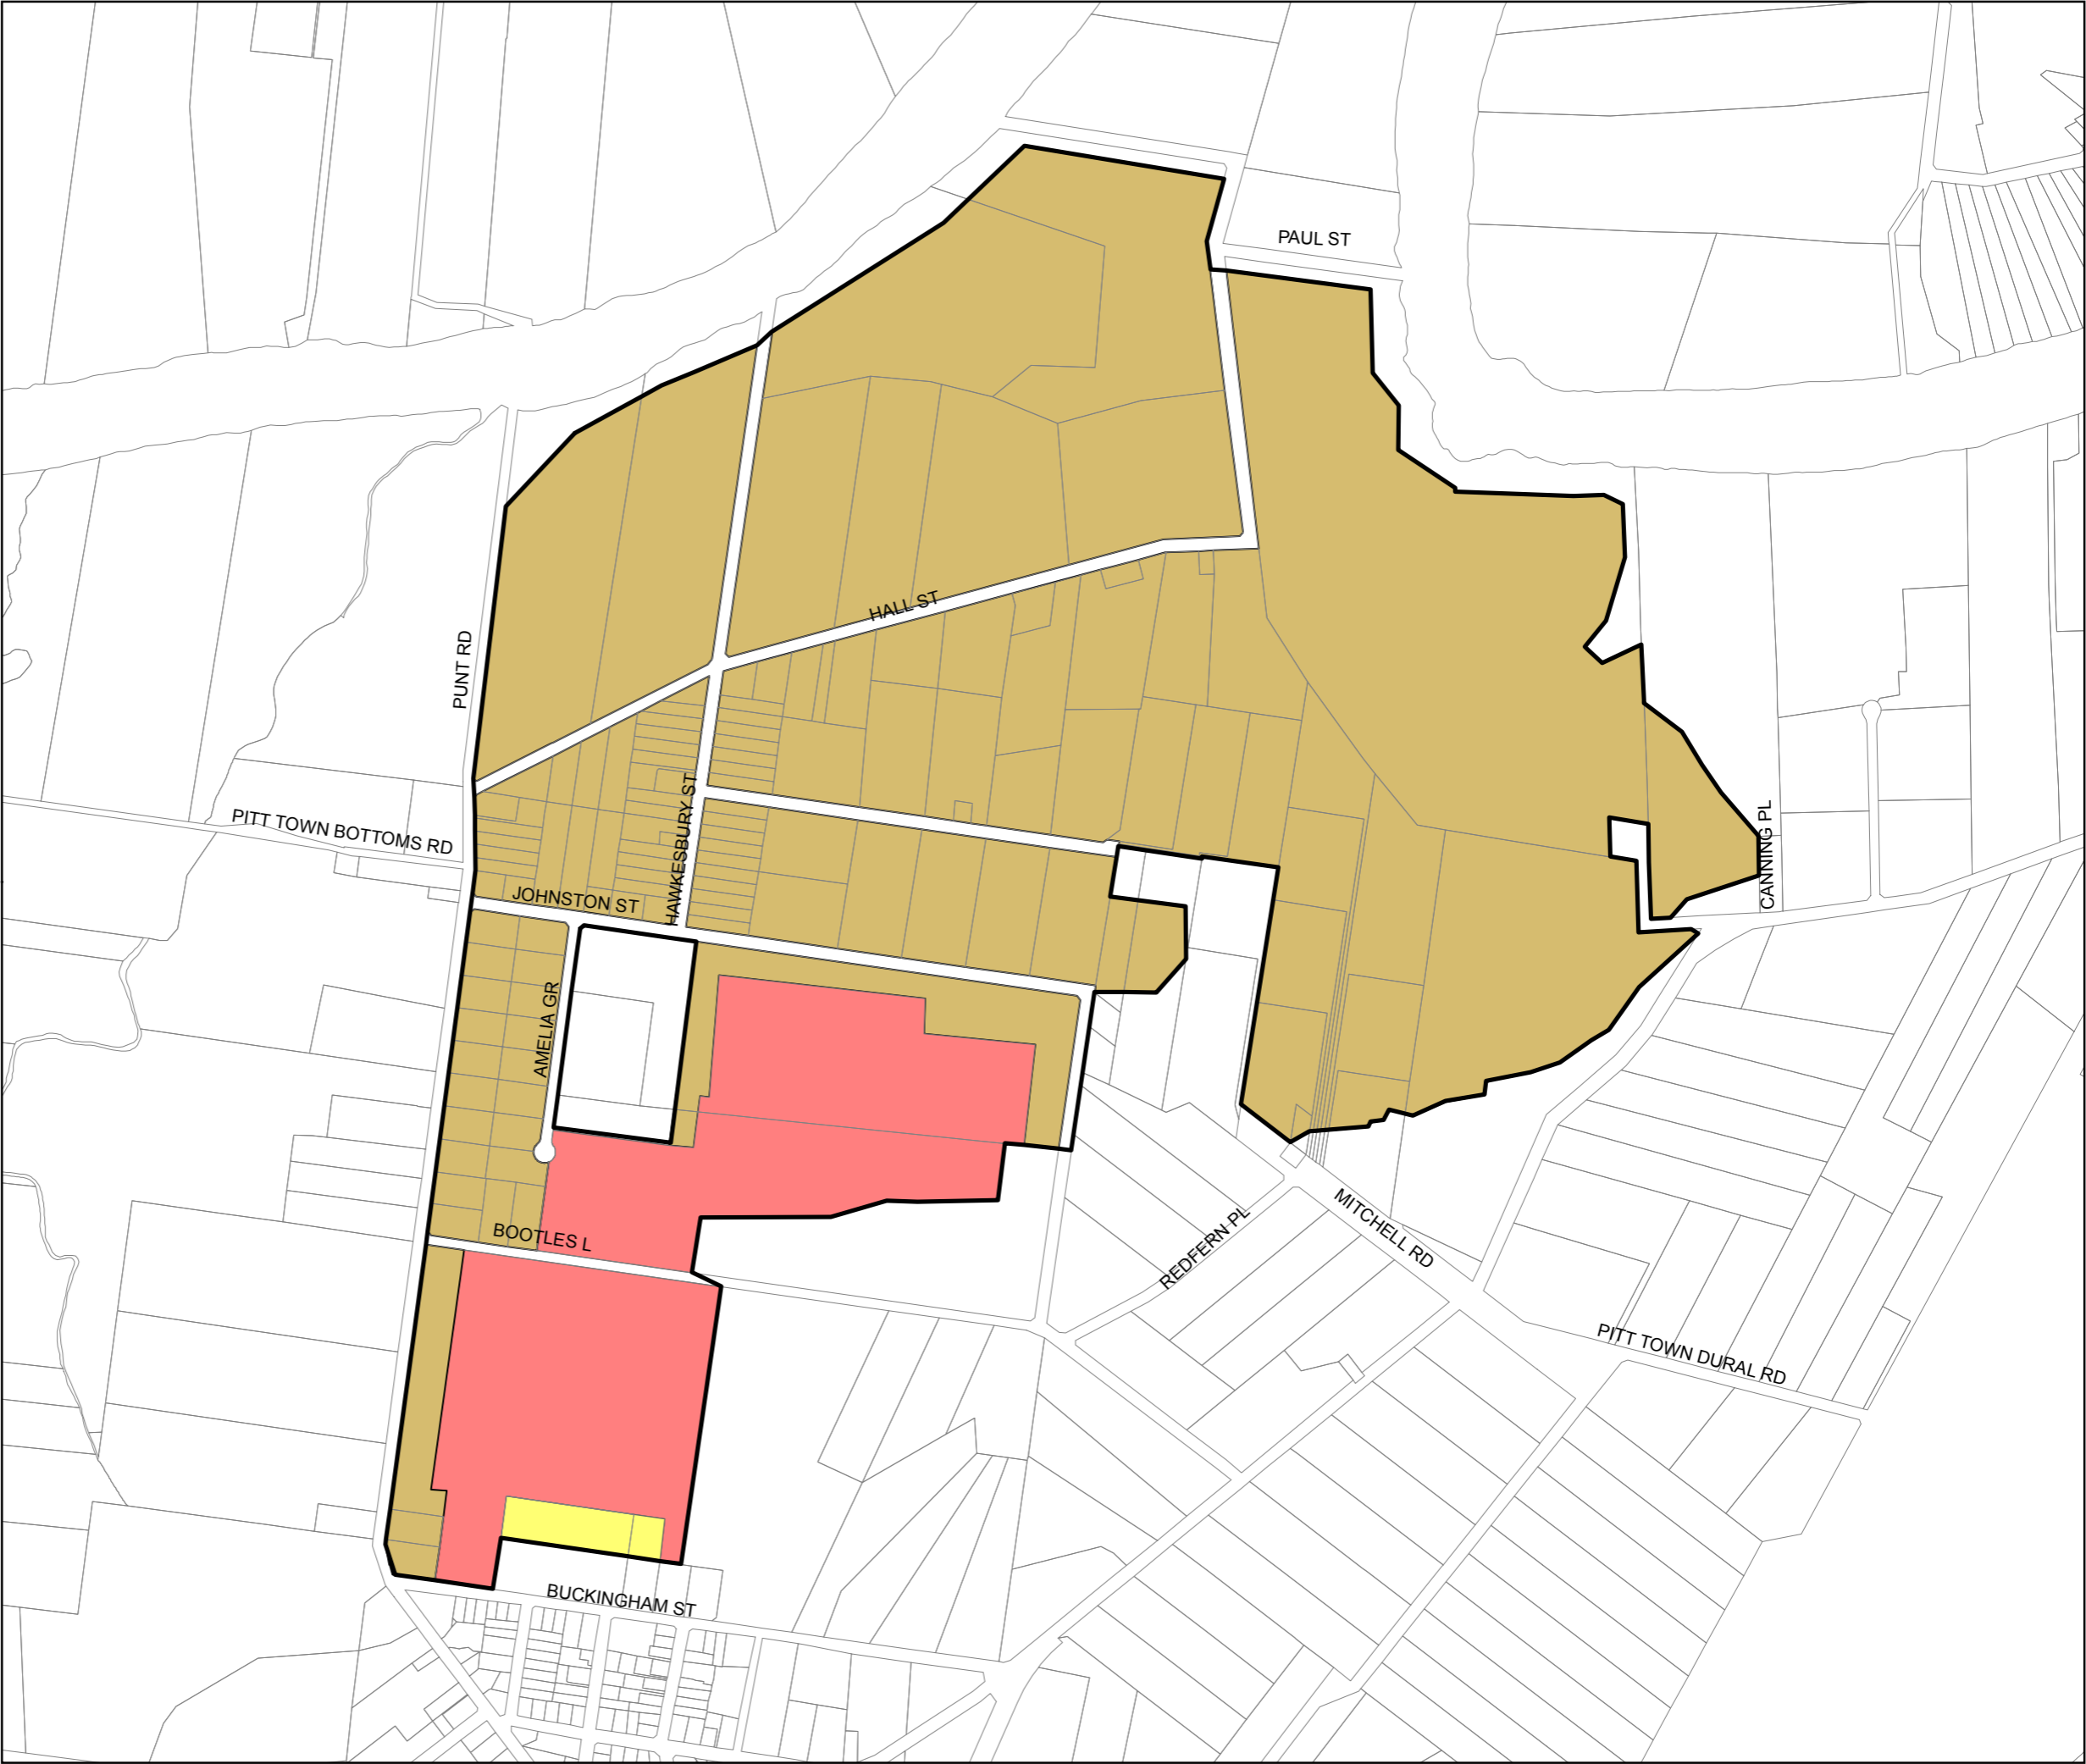 PAUL ST
HALL ST
PUNT RD
PITT TOWN BOTTOMS RD
HAWKESBURY ST
CANNING PL
JOHNSTON ST
AMELIA GR
BOOTLES L
REDFERN PL
MITCHELL RD
PITT TOWN DURAL RD
BUCKINGHAM ST